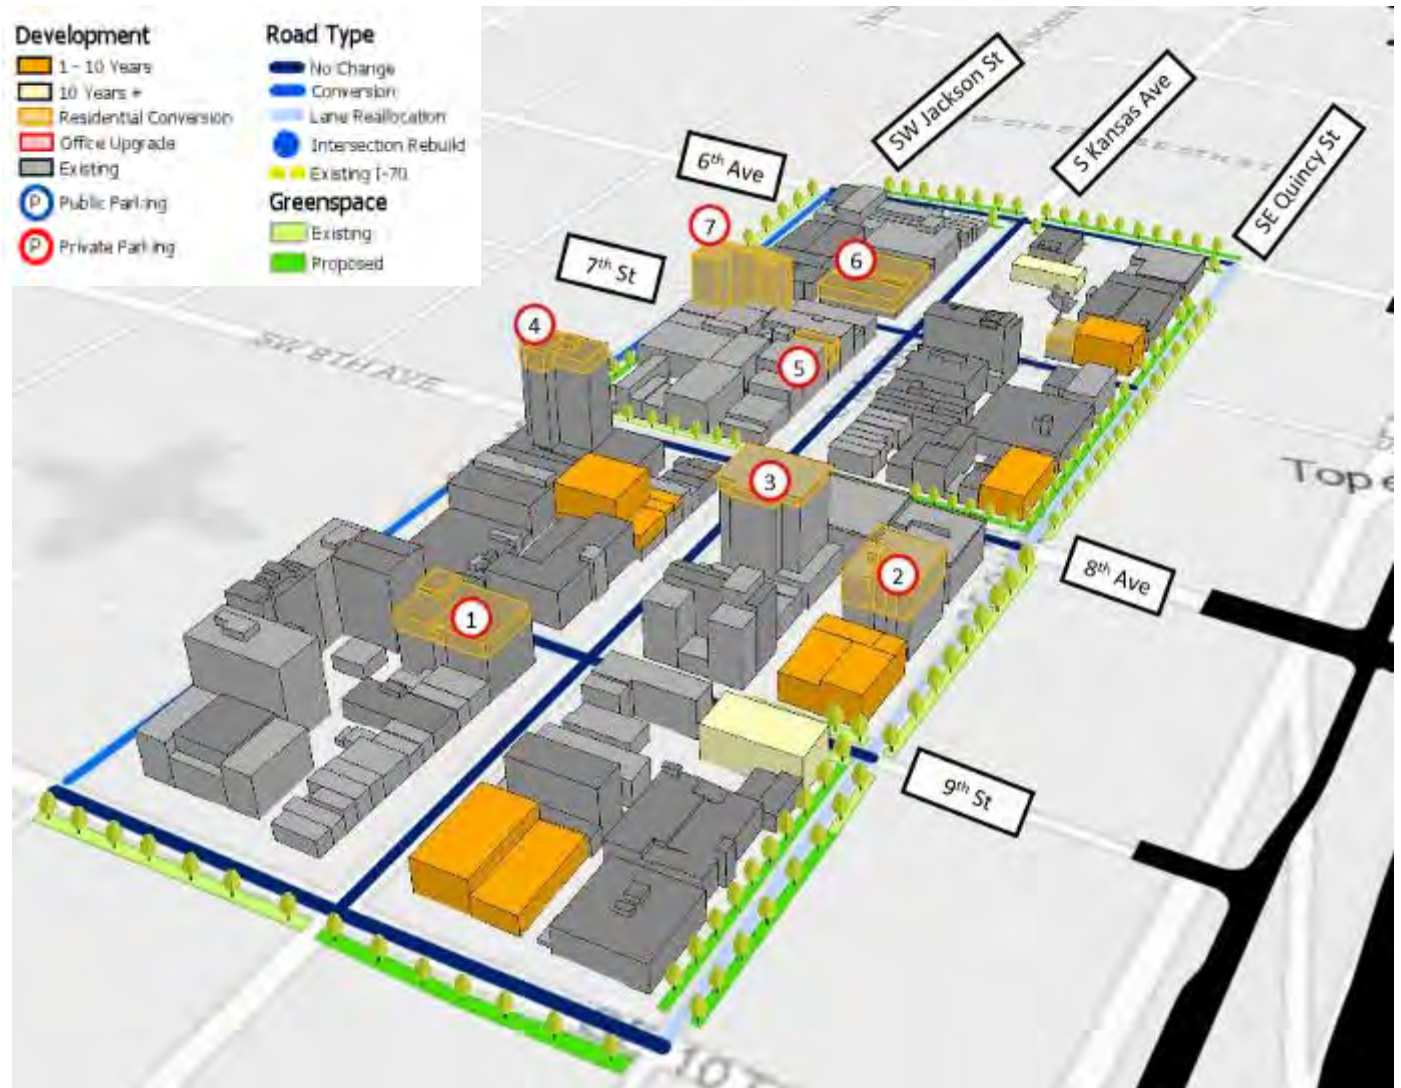 Development
1 - 10 Years
10 Years +
Residential Conversion
Office Upgrade
Existing
P Public Parking
P Private Parking
Road Type
No Change
Conversion
Lane Reallocation
Intersection Rebuild
Existing I-70
Greenspace
Existing
Proposed
SW Jackson St
S Kansas Ave
SE Quincy St
6th Ave
7th St
7
6
4
5
SW 8TH AVE
3
Tope
2
8th Ave
1
9th St
10